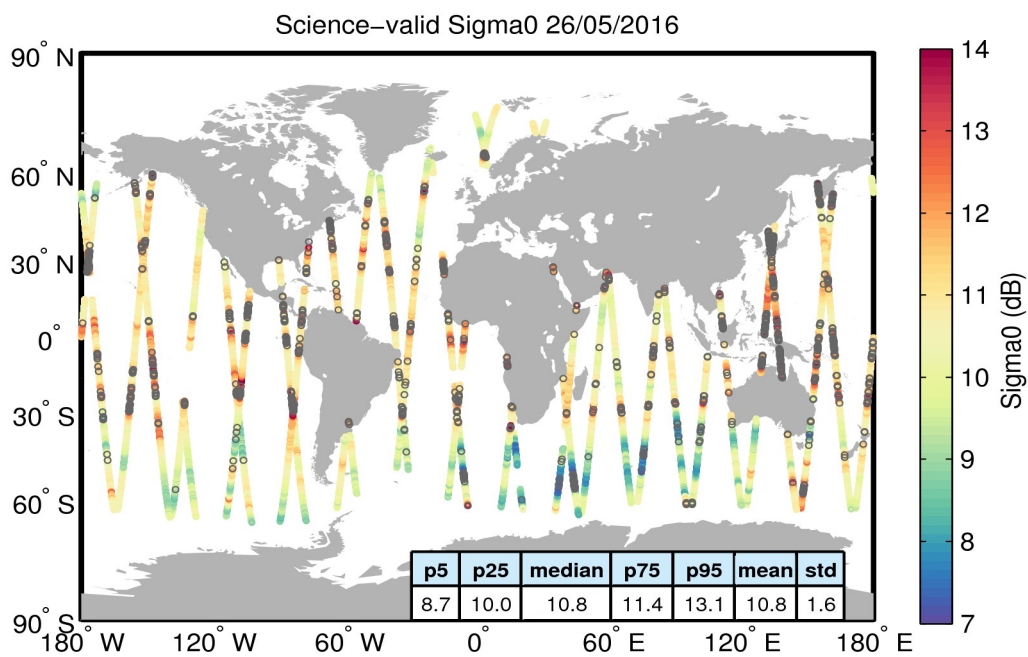 Science−valid Sigma0 26/05/2016
90° N
60° N
30° N
0°
30° S
60° S
90° S
180° W
120° W
60° W
0°
60° E
120° E
180° E
p5 p25 median p75 p95 mean std
8.7 10.0 10.8 11.4 13.1 10.8 1.6
14
13
12
11
10
9
8
7
Sigma0 (dB)